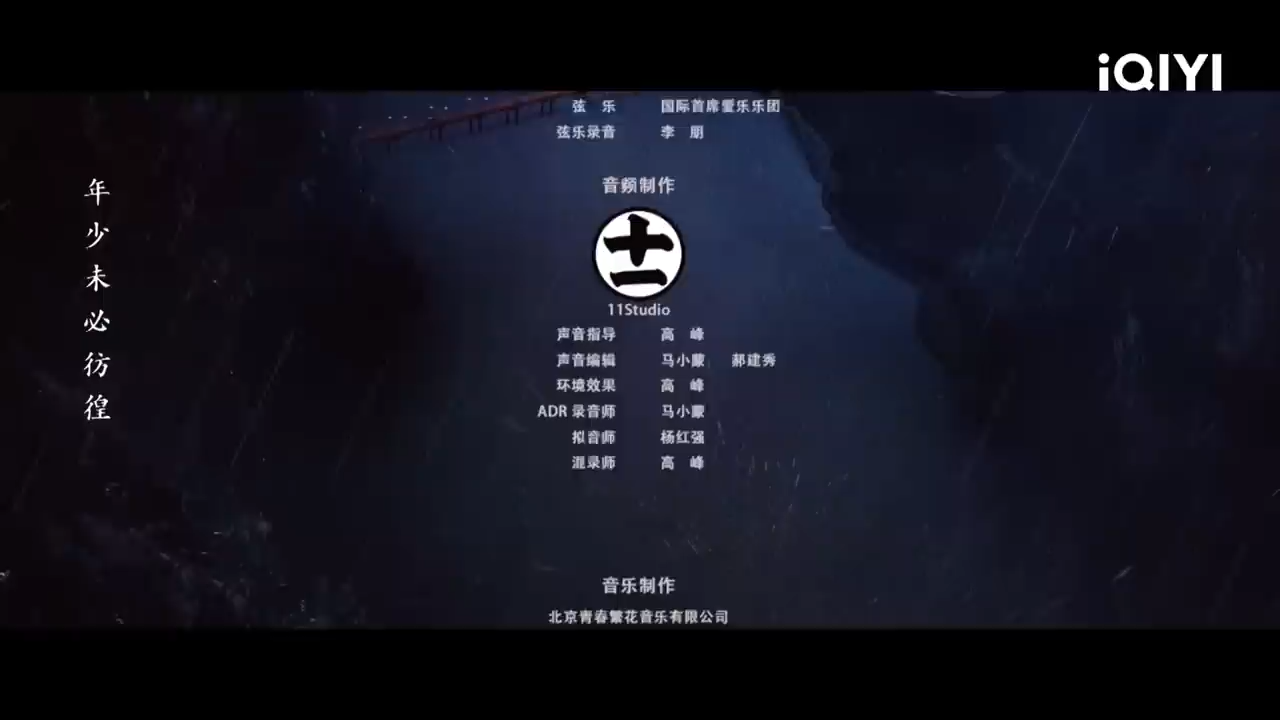 iQIYI
弦 乐 国际首席爱乐乐团
弦乐录音 李 朋
音频制作
十一
11Studio
声音指导 高 峰
声音编辑 马小蒙 郝建秀
环境效果 高 峰
ADR 录音师 马小蒙
拟音师 杨红强
混录师 高 峰
音乐制作
北京青春繁花音乐有限公司
年少未必彷徨